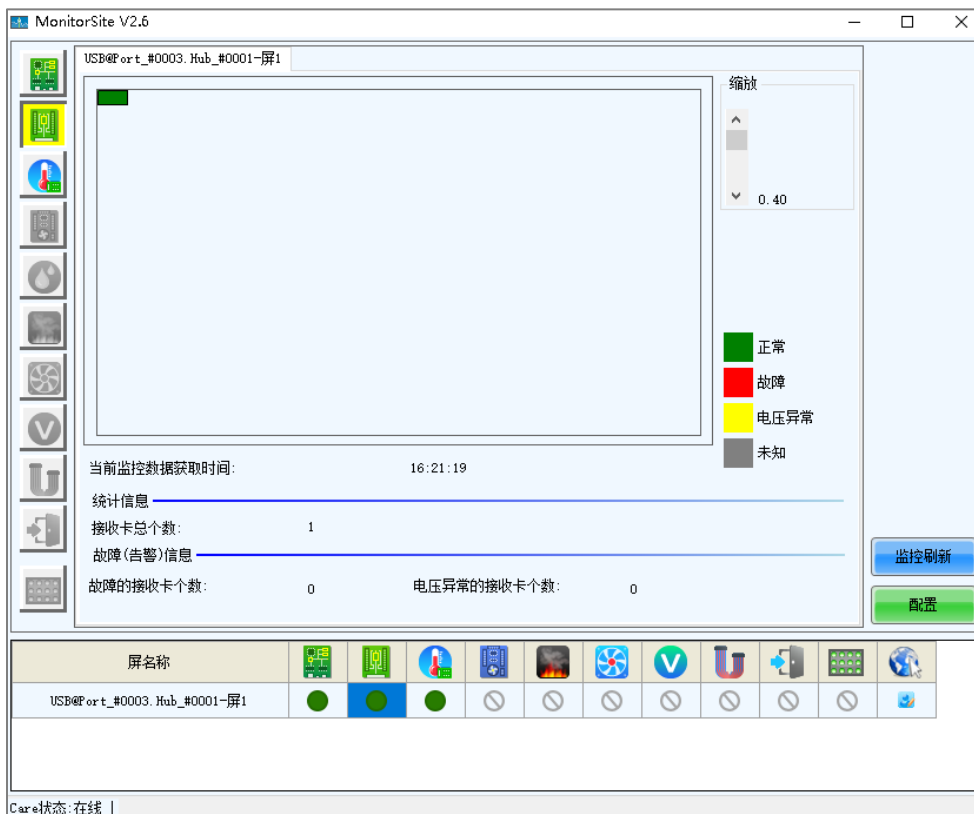 MonitorSite V2.6
USB@Port_#0003.Hub_#0001-屏1
缩放
0.40
正常
故障
电压异常
未知
当前监控数据获取时间: 16:21:19
统计信息
接收卡总个数: 1
故障(告警)信息
故障的接收卡个数: 0 电压异常的接收卡个数: 0
监控刷新
配置
屏名称
USB@Port_#0003.Hub_#0001-屏1
Care状态:在线